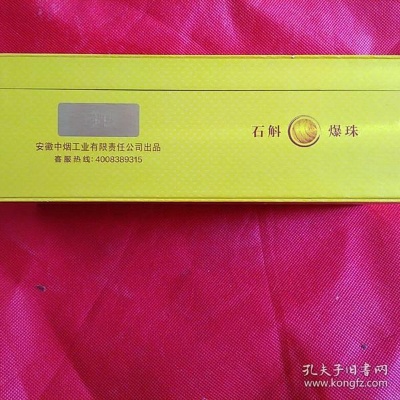 石斛 爆珠
安徽中烟工业有限责任公司出品
客服热线:4008389315
孔夫子旧书网
www.kongfz.com